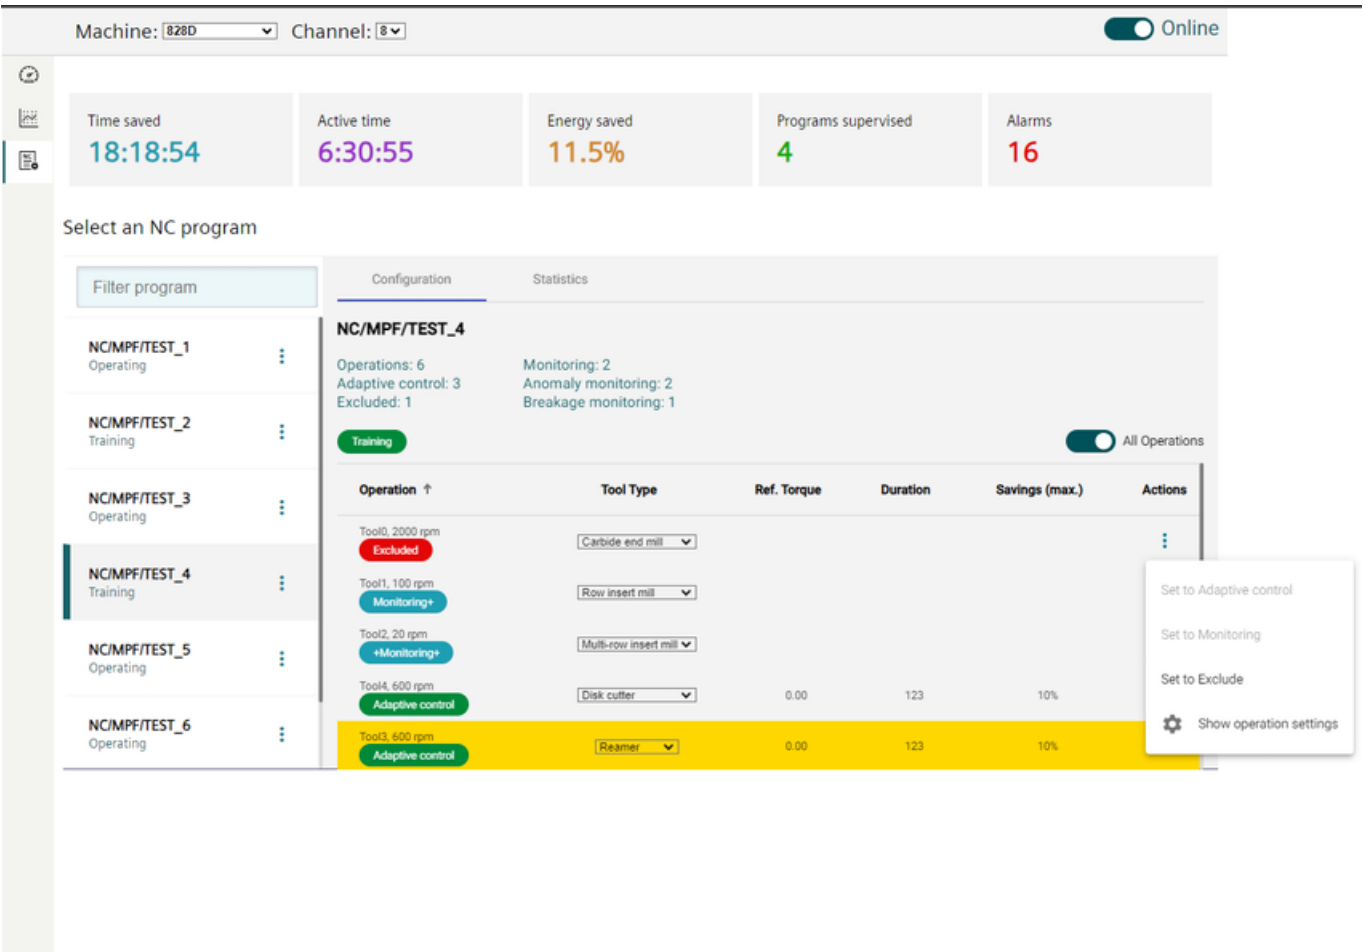 Machine: 828D Channel: 8 Online
Time saved Active time Energy saved Programs supervised Alarms
18:18:54 6:30:55 11.5% 4 16
Select an NC program
Filter program
NC/MPF/TEST_1
Operating
NC/MPF/TEST_2
Training
NC/MPF/TEST_3
Operating
NC/MPF/TEST_4
Training
NC/MPF/TEST_5
Operating
NC/MPF/TEST_6
Operating
Configuration Statistics
NC/MPF/TEST_4
Operations: 6 Monitoring: 2
Adaptive control: 3 Anomaly monitoring: 2
Excluded: 1 Breakage monitoring: 1
Training All Operations
Operation ↑ Tool Type Ref. Torque Duration Savings (max.) Actions
Tool0, 2000 rpm
Excluded Carbide end mill
Tool1, 100 rpm
Monitoring+ Row insert mill
Tool2, 20 rpm
+Monitoring+ Multi-row insert mill
Tool4, 600 rpm
Adaptive control Disk cutter 0.00 123 10%
Tool3, 600 rpm
Adaptive control Reamer 0.00 123 10%
Set to Adaptive control
Set to Monitoring
Set to Exclude
Show operation settings